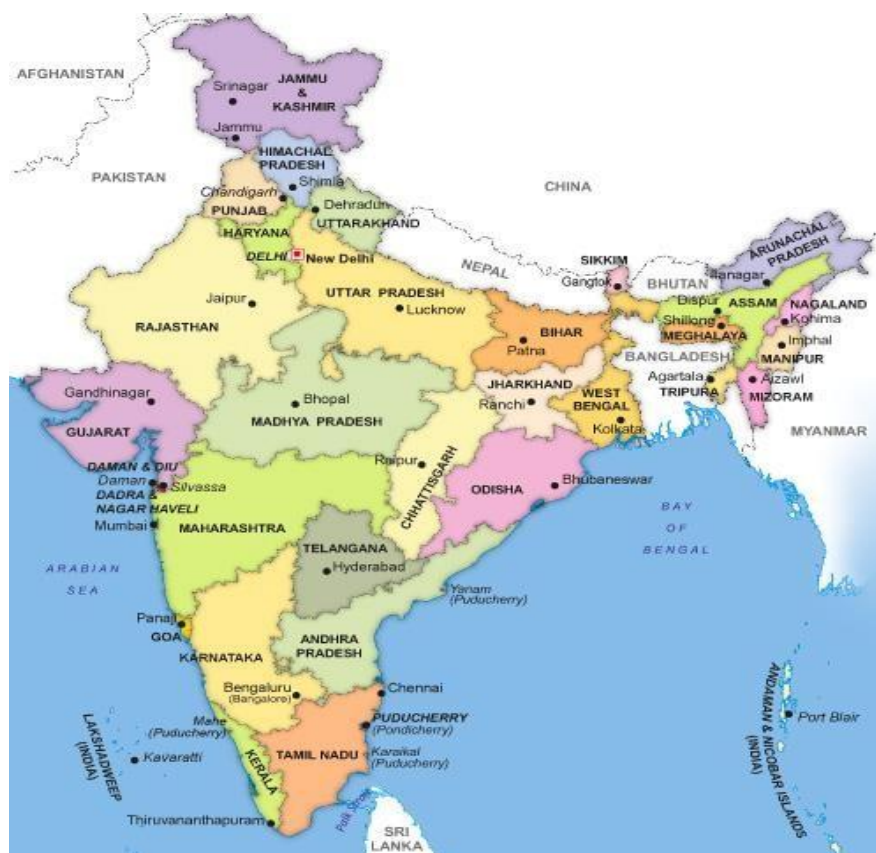 AFGHANISTAN
JAMMU
&
KASHMIR
Srinagar
Jammu
HIMACHAL
PRADESH
Shimla
PAKISTAN
Chandigarh
PUNJAB
Dehradun
UTTARAKHAND
CHINA
HARYANA
DELHI
New Delhi
NEPAL
SIKKIM
Gangtok
BHUTAN
ARUNACHAL
PRADESH
Itanagar
Dispur
ASSAM
NAGALAND
Kohima
Shillong
MEGHALAYA
Imphal
MANIPUR
BANGLADESH
Agartala
TRIPURA
Aizawl
MIZORAM
MYANMAR
Jaipur
RAJASTHAN
UTTAR PRADESH
Lucknow
BIHAR
Patna
JHARKHAND
Ranchi
WEST
BENGAL
Kolkata
Gandhinagar
GUJARAT
Bhopal
MADHYA PRADESH
DAMAN & DIU
Daman
Silvassa
DADRA &
NAGAR HAVELI
Mumbai
MAHARASHTRA
Raipur
CHHATTISGARH
ODISHA
Bhubaneswar
BAY
OF
BENGAL
ARABIAN
SEA
TELANGANA
Hyderabad
Yanam
(Puducherry)
Panaji
GOA
KARNATAKA
ANDHRA
PRADESH
Bengaluru
(Bangalore)
Chennai
Mahe
(Puducherry)
PUDUCHERRY
(Pondicherry)
LAKSHADWEEP
(INDIA)
Kavaratti
KERALA
TAMIL NADU
Karaikal
(Puducherry)
Thiruvananthapuram
Palk Strait
SRI
LANKA
ANDAMAN & NICOBAR ISLANDS
(INDIA)
Port Blair